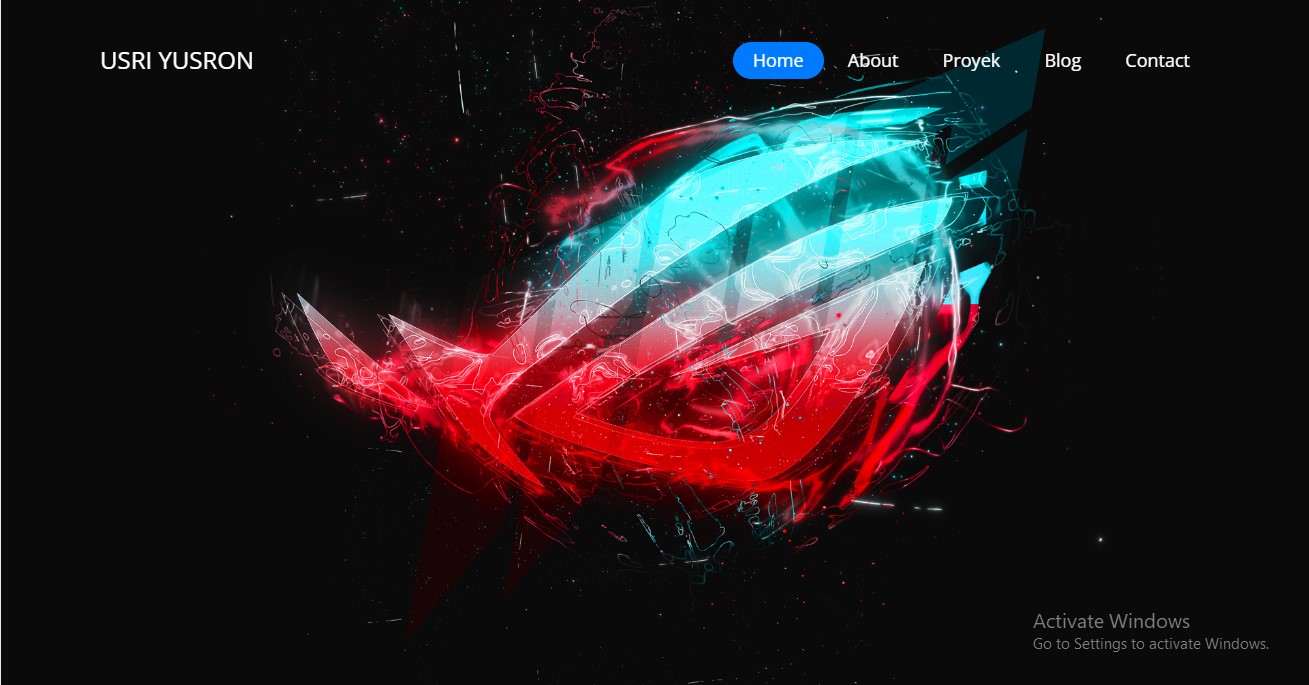 USRI YUSRON
Home About Proyek Blog Contact
Activate Windows
Go to Settings to activate Windows.